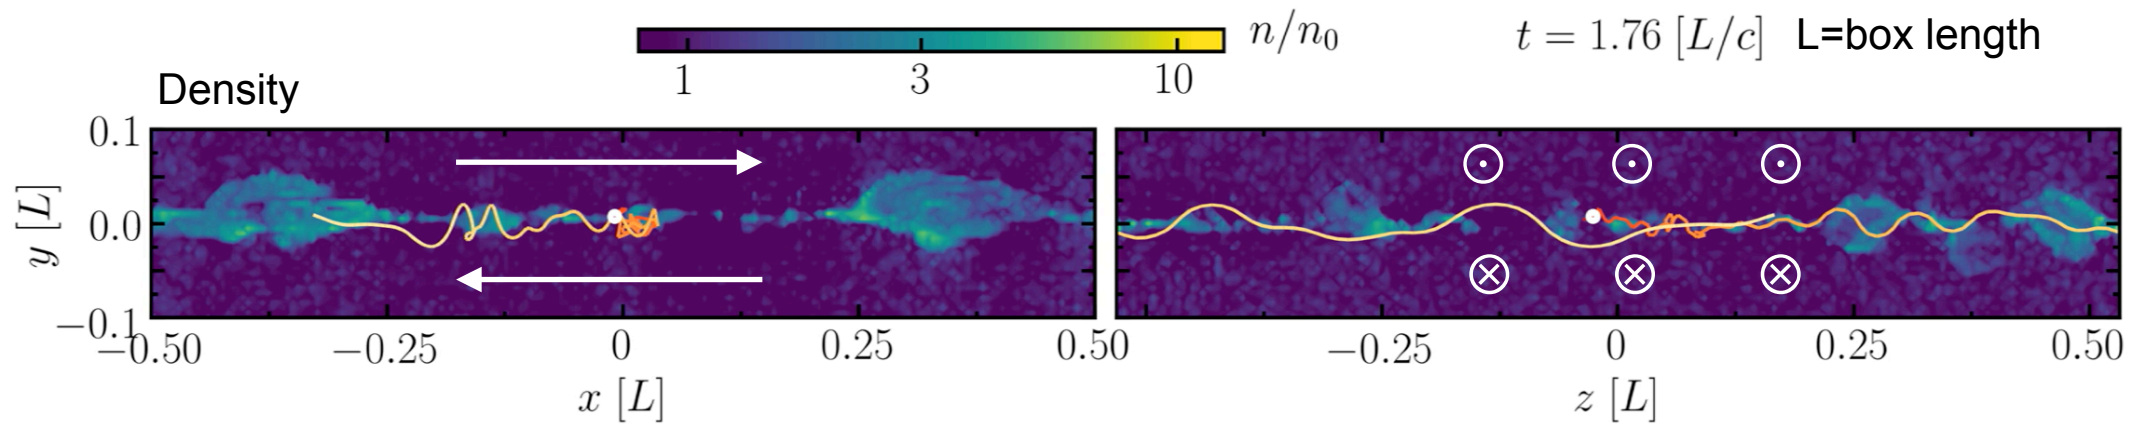 n/n₀
t = 1.76 [L/c] L=box length
1 3 10
Density
0.1
0.0
−0.1
y [L]
−0.50 −0.25 0 0.25 0.50 −0.25 0 0.25 0.50
x [L] z [L]